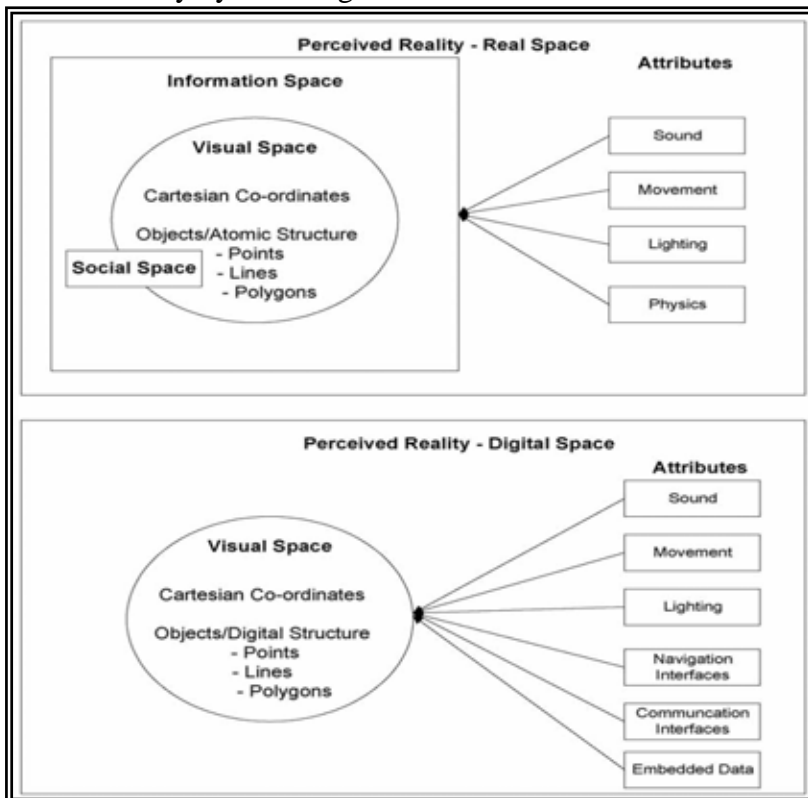 Perceived Reality - Real Space
Attributes
Information Space
Visual Space
Cartesian Co-ordinates
Objects/Atomic Structure
- Points
- Lines
- Polygons
Social Space
Sound
Movement
Lighting
Physics
Perceived Reality - Digital Space
Attributes
Visual Space
Cartesian Co-ordinates
Objects/Digital Structure
- Points
- Lines
- Polygons
Sound
Movement
Lighting
Navigation
Interfaces
Communcation
Interfaces
Embedded Data